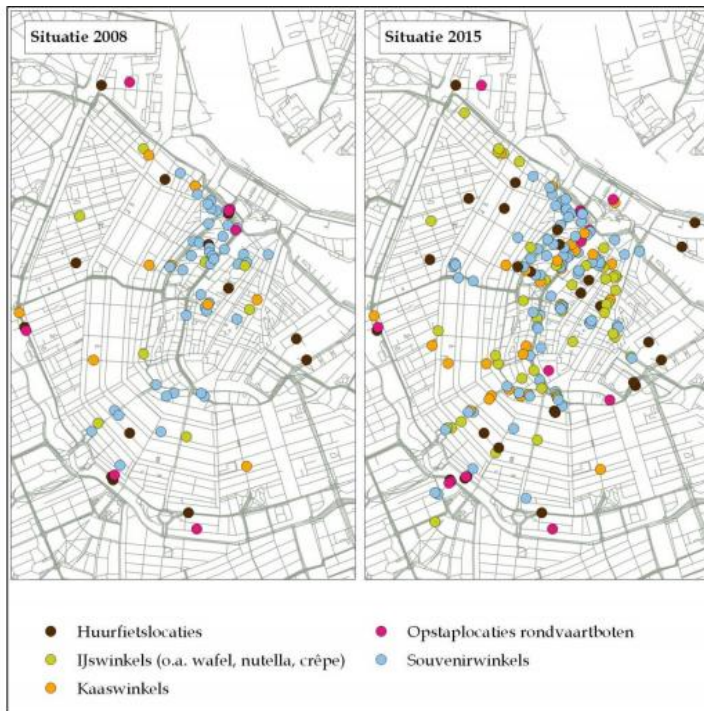 Situatie 2008
Situatie 2015
Huurfietslocaties
IJswinkels (o.a. wafel, nutella, crêpe)
Kaaswinkels
Opstaplocaties rondvaartboten
Souvenirwinkels